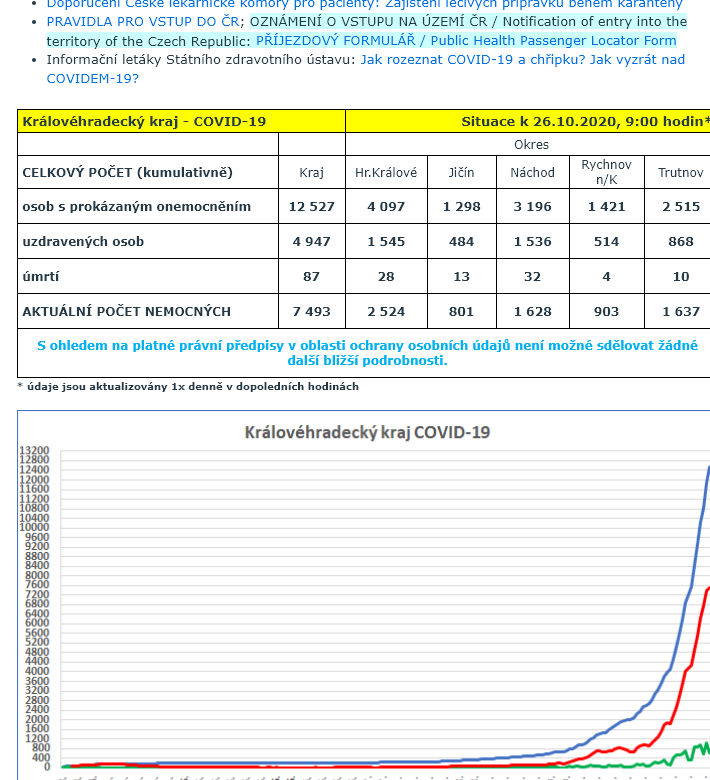 Doporučení České lékárnické komory pro pacienty: Zajištění léčivých přípravků během karantény
PRAVIDLA PRO VSTUP DO ČR; OZNÁMENÍ O VSTUPU NA ÚZEMÍ ČR / Notification of entry into the
territory of the Czech Republic: PŘÍJEZDOVÝ FORMULÁŘ / Public Health Passenger Locator Form
Informační letáky Státního zdravotního ústavu: Jak rozeznat COVID-19 a chřipku? Jak vyzrát nad
COVIDEM-19?
Královéhradecký kraj - COVID-19 Situace k 26.10.2020, 9:00 hodin*
Okres
CELKOVÝ POČET (kumulativně) Kraj Hr.Králové Jičín Náchod Rychnov n/K Trutnov
osob s prokázaným onemocněním 12 527 4 097 1 298 3 196 1 421 2 515
uzdravených osob 4 947 1 545 484 1 536 514 868
úmrtí 87 28 13 32 4 10
AKTUÁLNÍ POČET NEMOCNÝCH 7 493 2 524 801 1 628 903 1 637
S ohledem na platné právní předpisy v oblasti ochrany osobních údajů není možné sdělovat žádné
další bližší podrobnosti.
* údaje jsou aktualizovány 1x denně v dopoledních hodinách
Královéhradecký kraj COVID-19
13200
12800
12400
12000
11600
11200
10800
10400
10000
9600
9200
8800
8400
8000
7600
7200
6800
6400
6000
5600
5200
4800
4400
4000
3600
3200
2800
2400
2000
1600
1200
800
400
0